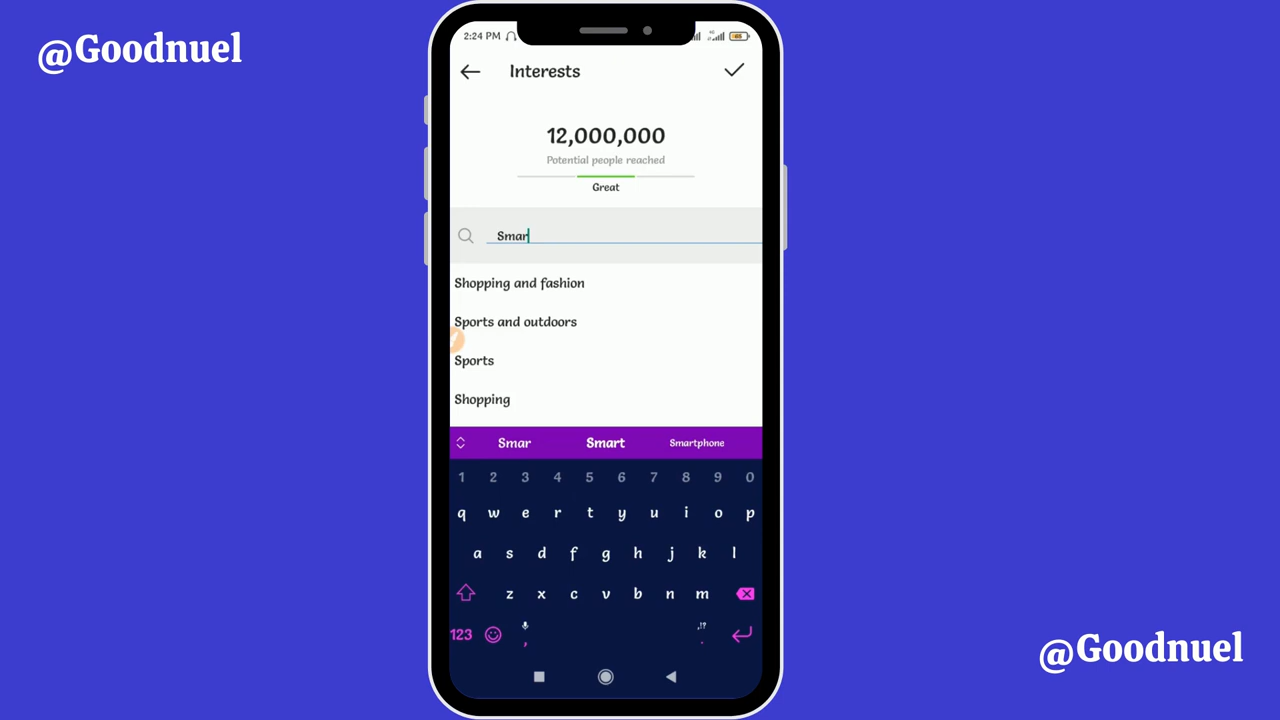 @Goodnuel
2:24 PM
Interests
12,000,000
Potential people reached
Great
Smar
Shopping and fashion
Sports and outdoors
Sports
Shopping
Smar Smart Smartphone
1 2 3 4 5 6 7 8 9 0
q w e r t y u i o p
a s d f g h j k l
z x c v b n m
123 , .
@Goodnuel